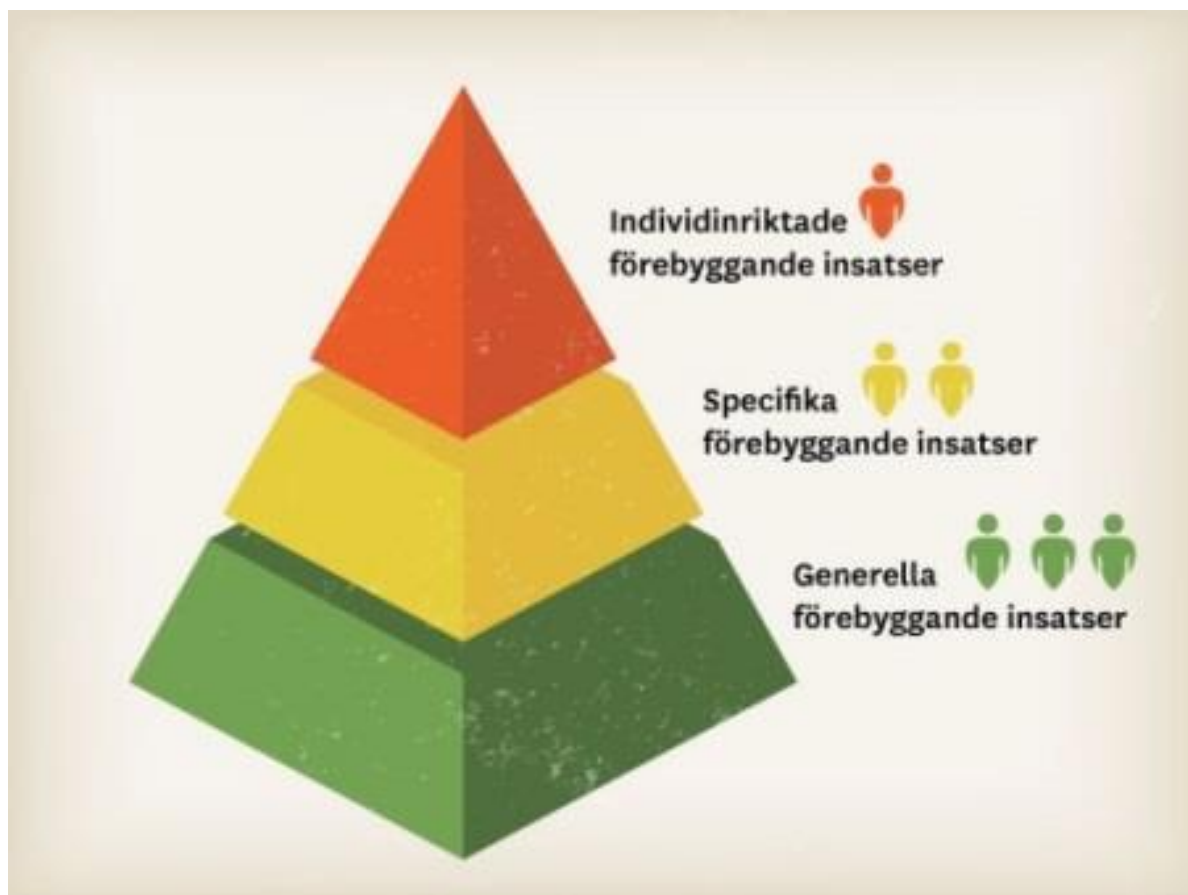 Individinriktade
förebyggande insatser
Specifika
förebyggande insatser
Generella
förebyggande insatser